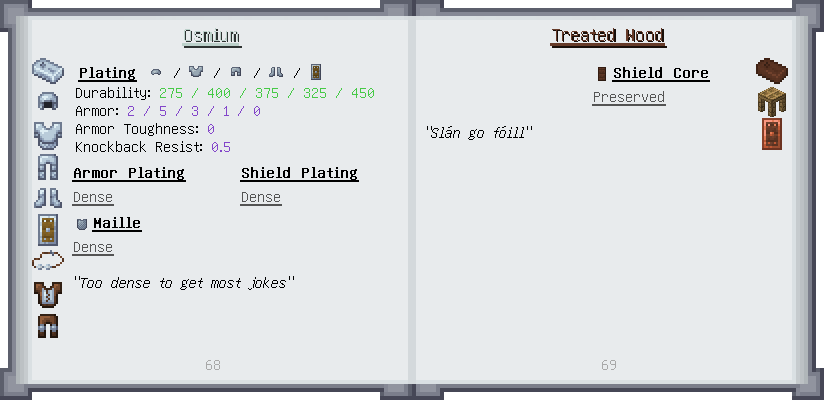 Osmium
Plating / / / /
Durability: 275 / 400 / 375 / 325 / 450
Armor: 2 / 5 / 3 / 1 / 0
Armor Toughness: 0
Knockback Resist: 0.5
Armor Plating
Dense
Shield Plating
Dense
Maille
Dense
"Too dense to get most jokes"
68
Treated Wood
Shield Core
Preserved
"Slán go fóill"
69